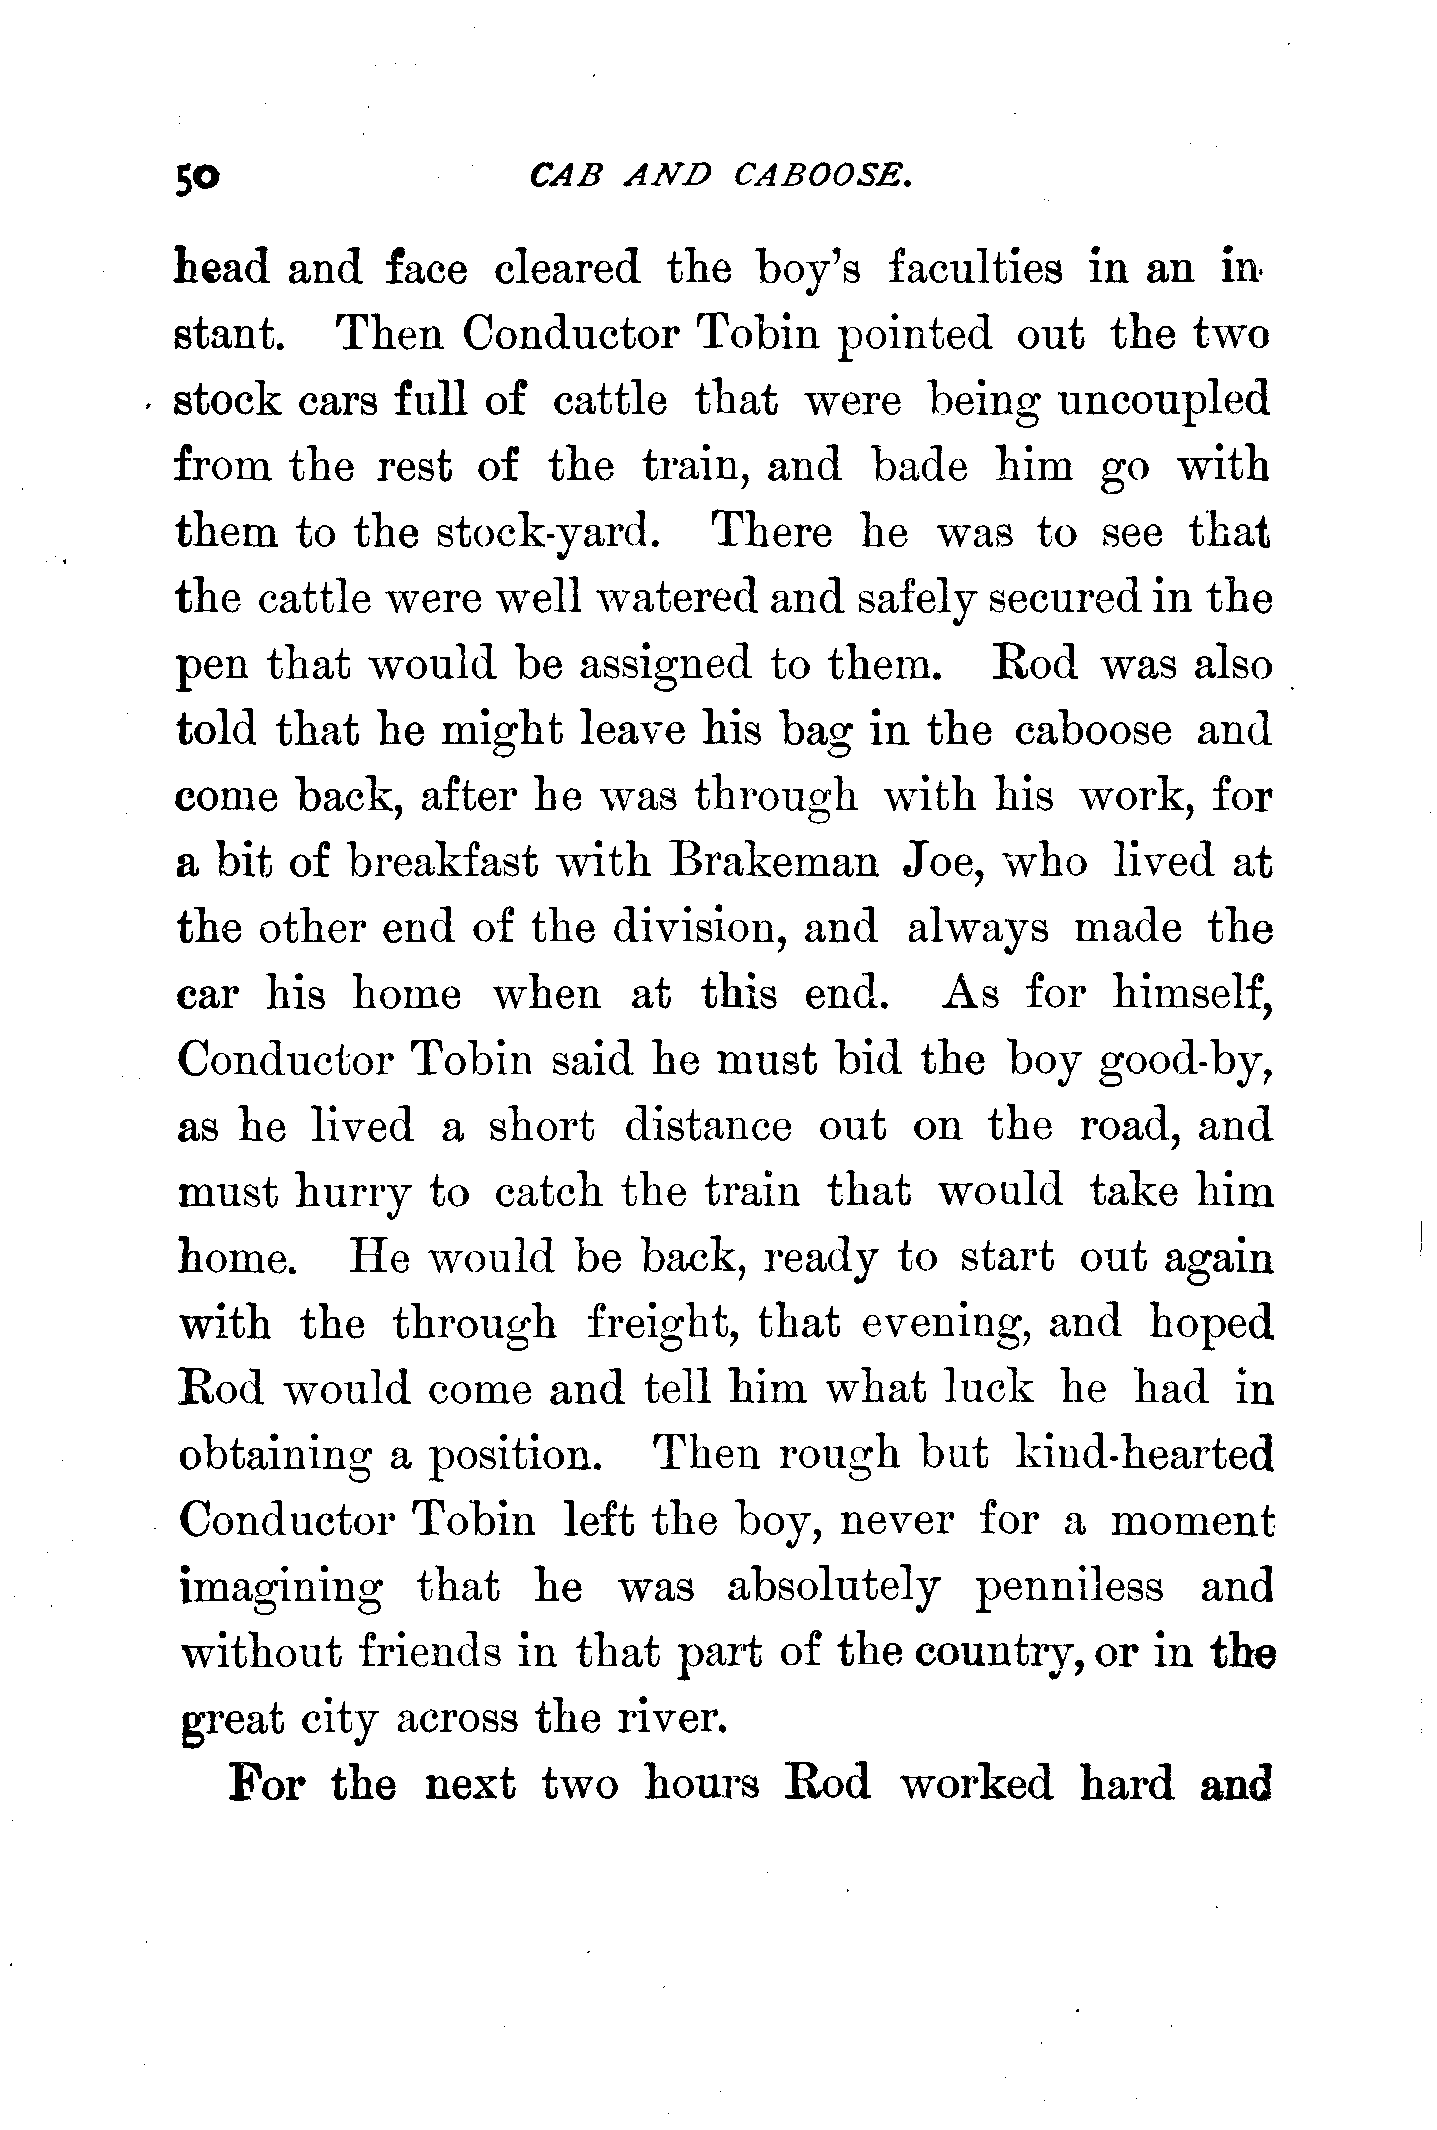 50 CAB AND CABOOSE.
head and face cleared the boy's faculties in an in-
stant. Then Conductor Tobin pointed out the two
stock cars full of cattle that were being uncoupled
from the rest of the train, and bade him go with
them to the stock-yard. There he was to see that
the cattle were well watered and safely secured in the
pen that would be assigned to them. Rod was also
told that he might leave his bag in the caboose and
come back, after he was through with his work, for
a bit of breakfast with Brakeman Joe, who lived at
the other end of the division, and always made the
car his home when at this end. As for himself,
Conductor Tobin said he must bid the boy good-by,
as he lived a short distance out on the road, and
must hurry to catch the train that would take him
home. He would be back, ready to start out again
with the through freight, that evening, and hoped
Rod would come and tell him what luck he had in
obtaining a position. Then rough but kind-hearted
Conductor Tobin left the boy, never for a moment
imagining that he was absolutely penniless and
without friends in that part of the country, or in the
great city across the river.
For the next two hours Rod worked hard and